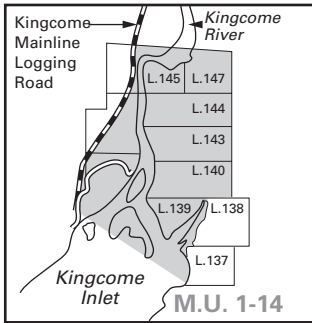 Kingcome
Mainline
Logging
Road
Kingcome
River
L.145
L.147
L.144
L.143
L.140
L.139
L.138
L.137
Kingcome
Inlet
M.U. 1-14